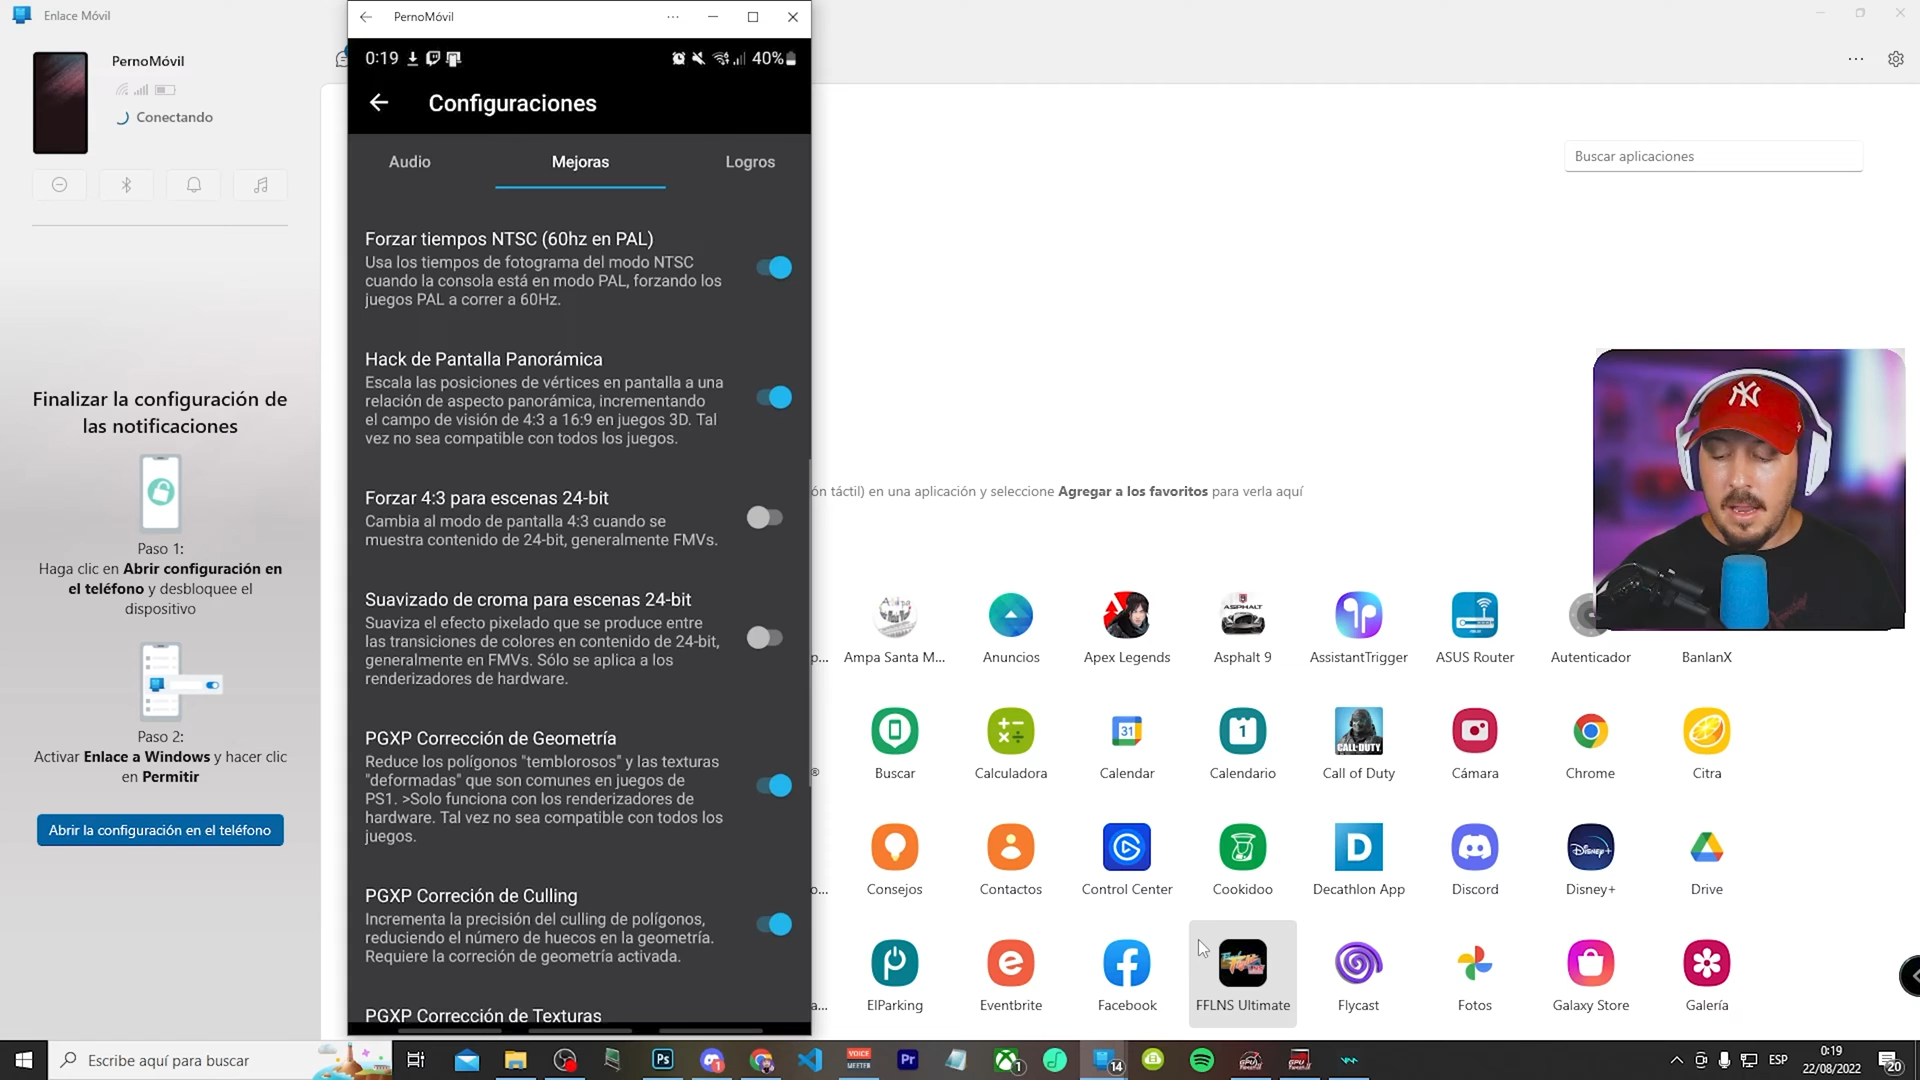 Enlace Móvil
PernoMóvil
Conectando
Finalizar la configuración de
las notificaciones
Paso 1:
Haga clic en Abrir configuración en
el teléfono y desbloquee el
dispositivo
Paso 2:
Activar Enlace a Windows y hacer clic
en Permitir
Abrir la configuración en el teléfono
PernoMóvil
0:19
40%
Configuraciones
Audio
Mejoras
Logros
Forzar tiempos NTSC (60hz en PAL)
Usa los tiempos de fotograma del modo NTSC
cuando la consola está en modo PAL, forzando los
juegos PAL a correr a 60Hz.
Hack de Pantalla Panorámica
Escala las posiciones de vértices en pantalla a una
relación de aspecto panorámica, incrementando
el campo de visión de 4:3 a 16:9 en juegos 3D. Tal
vez no sea compatible con todos los juegos.
Forzar 4:3 para escenas 24-bit
Cambia al modo de pantalla 4:3 cuando se
muestra contenido de 24-bit, generalmente FMVs.
Suavizado de croma para escenas 24-bit
Suaviza el efecto pixelado que se produce entre
las transiciones de colores en contenido de 24-bit,
generalmente en FMVs. Sólo se aplica a los
renderizadores de hardware.
PGXP Corrección de Geometría
Reduce los polígonos "temblorosos" y las texturas
"deformadas" que son comunes en juegos de
PS1. >Solo funciona con los renderizadores de
hardware. Tal vez no sea compatible con todos los
juegos.
PGXP Correción de Culling
Incrementa la precisión del culling de polígonos,
reduciendo el número de huecos en la geometría.
Requiere la correción de geometría activada.
PGXP Corrección de Texturas
Buscar aplicaciones
ón táctil) en una aplicación y seleccione Agregar a los favoritos para verla aquí
p... Ampa Santa M... Anuncios Apex Legends Asphalt 9 AssistantTrigger ASUS Router Autenticador BanlanX
® Buscar Calculadora Calendar Calendario Call of Duty Cámara Chrome Citra
o... Consejos Contactos Control Center Cookidoo Decathlon App Discord Disney+ Drive
a... ElParking Eventbrite Facebook FFLNS Ultimate Flycast Fotos Galaxy Store Galería
ASPHALT
31
1
CALL·DUTY
Disney+
NY
Escribe aquí para buscar
Ps
1
VOICE
MEETER
Pr
1
14
ESP
0:19
22/08/2022
20